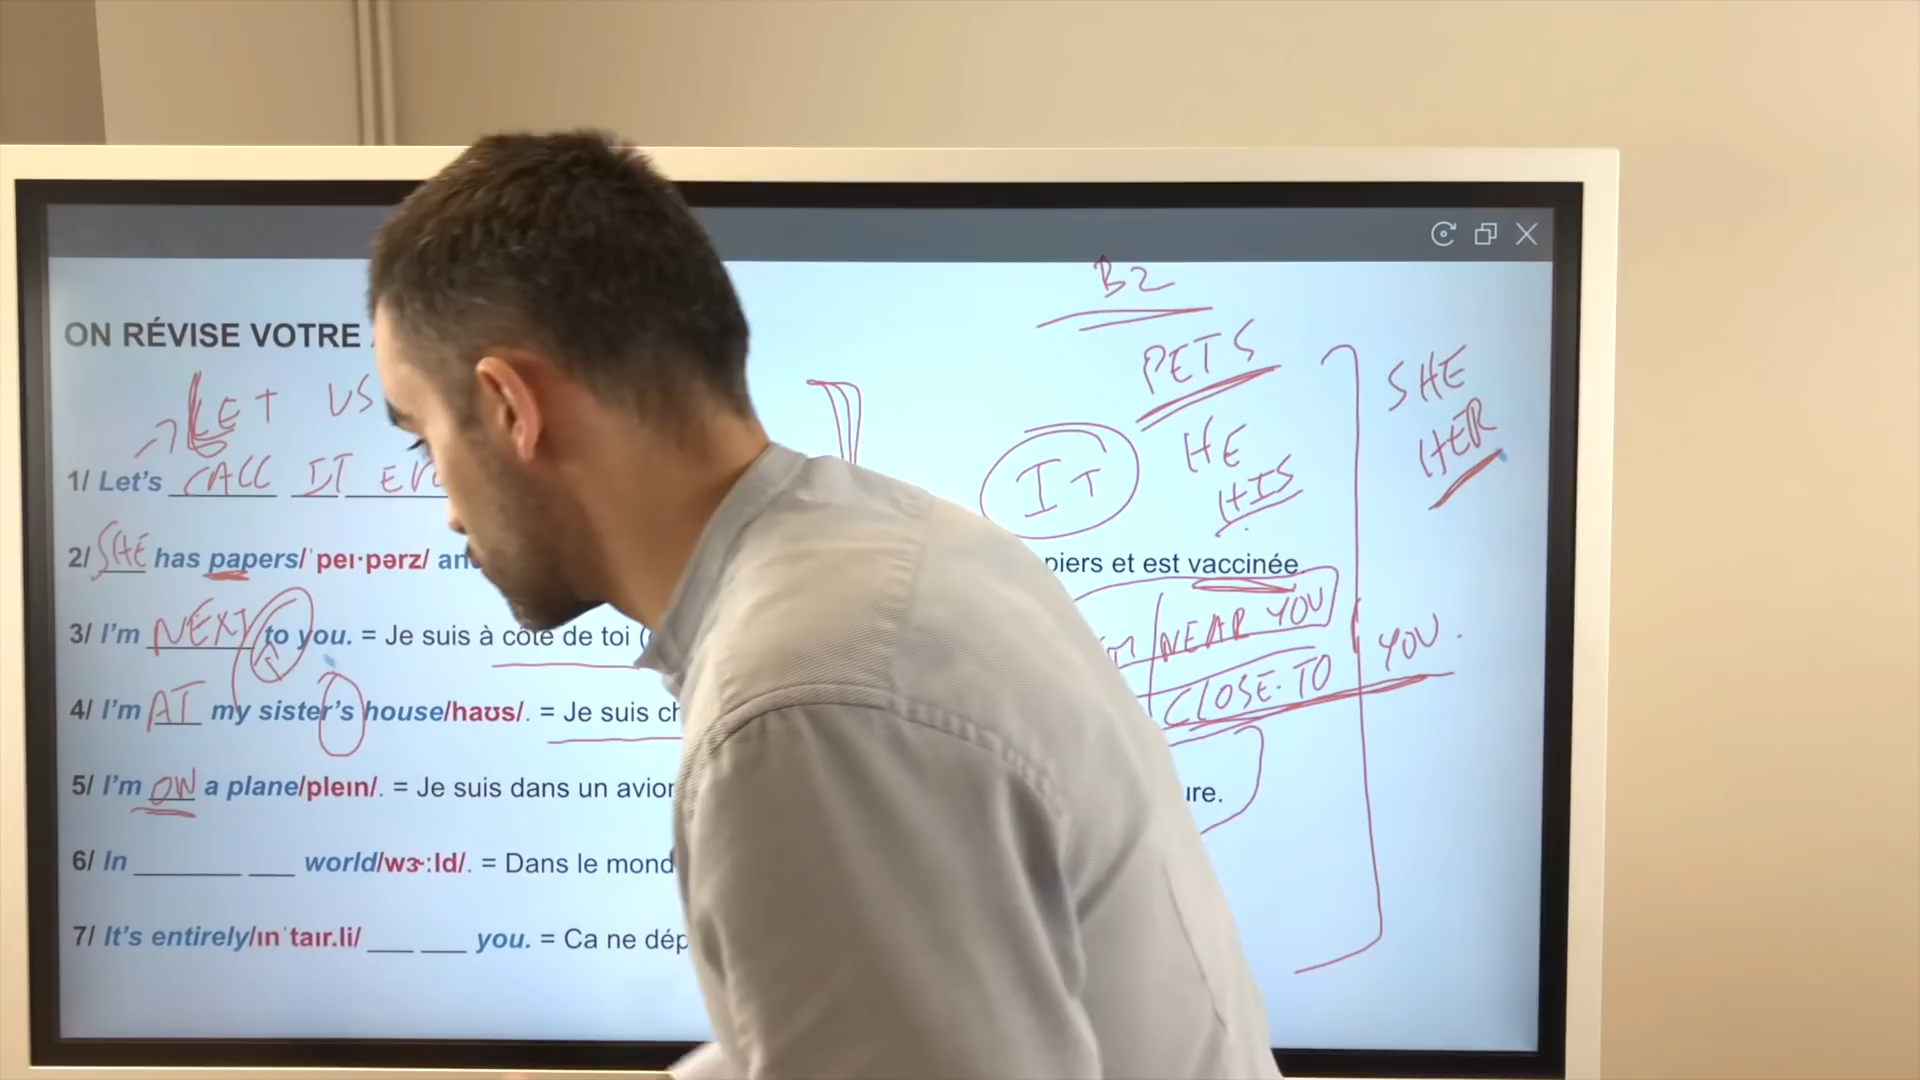 B2
ON RÉVISE VOTRE
PETS
SHE
LET US
HE
HER
IT
HIS
1/ Let's CALL IT
2/ SHE has papers/ˈpeɪ·pərz/ an
piers et est vaccinée
NEAR YOU
3/ I'm NEXT to you. = Je suis à côté de toi (
CLOSE TO YOU.
4/ I'm AT my sister's house/haʊs/. = Je suis ch
5/ I'm ON a plane/pleɪn/. = Je suis dans un avion
ure.
6/ In ________ ___ world/wɝːld/. = Dans le mond
7/ It's entirely/ɪnˈtaɪr.li/ ___ ___ you. = Ca ne dép